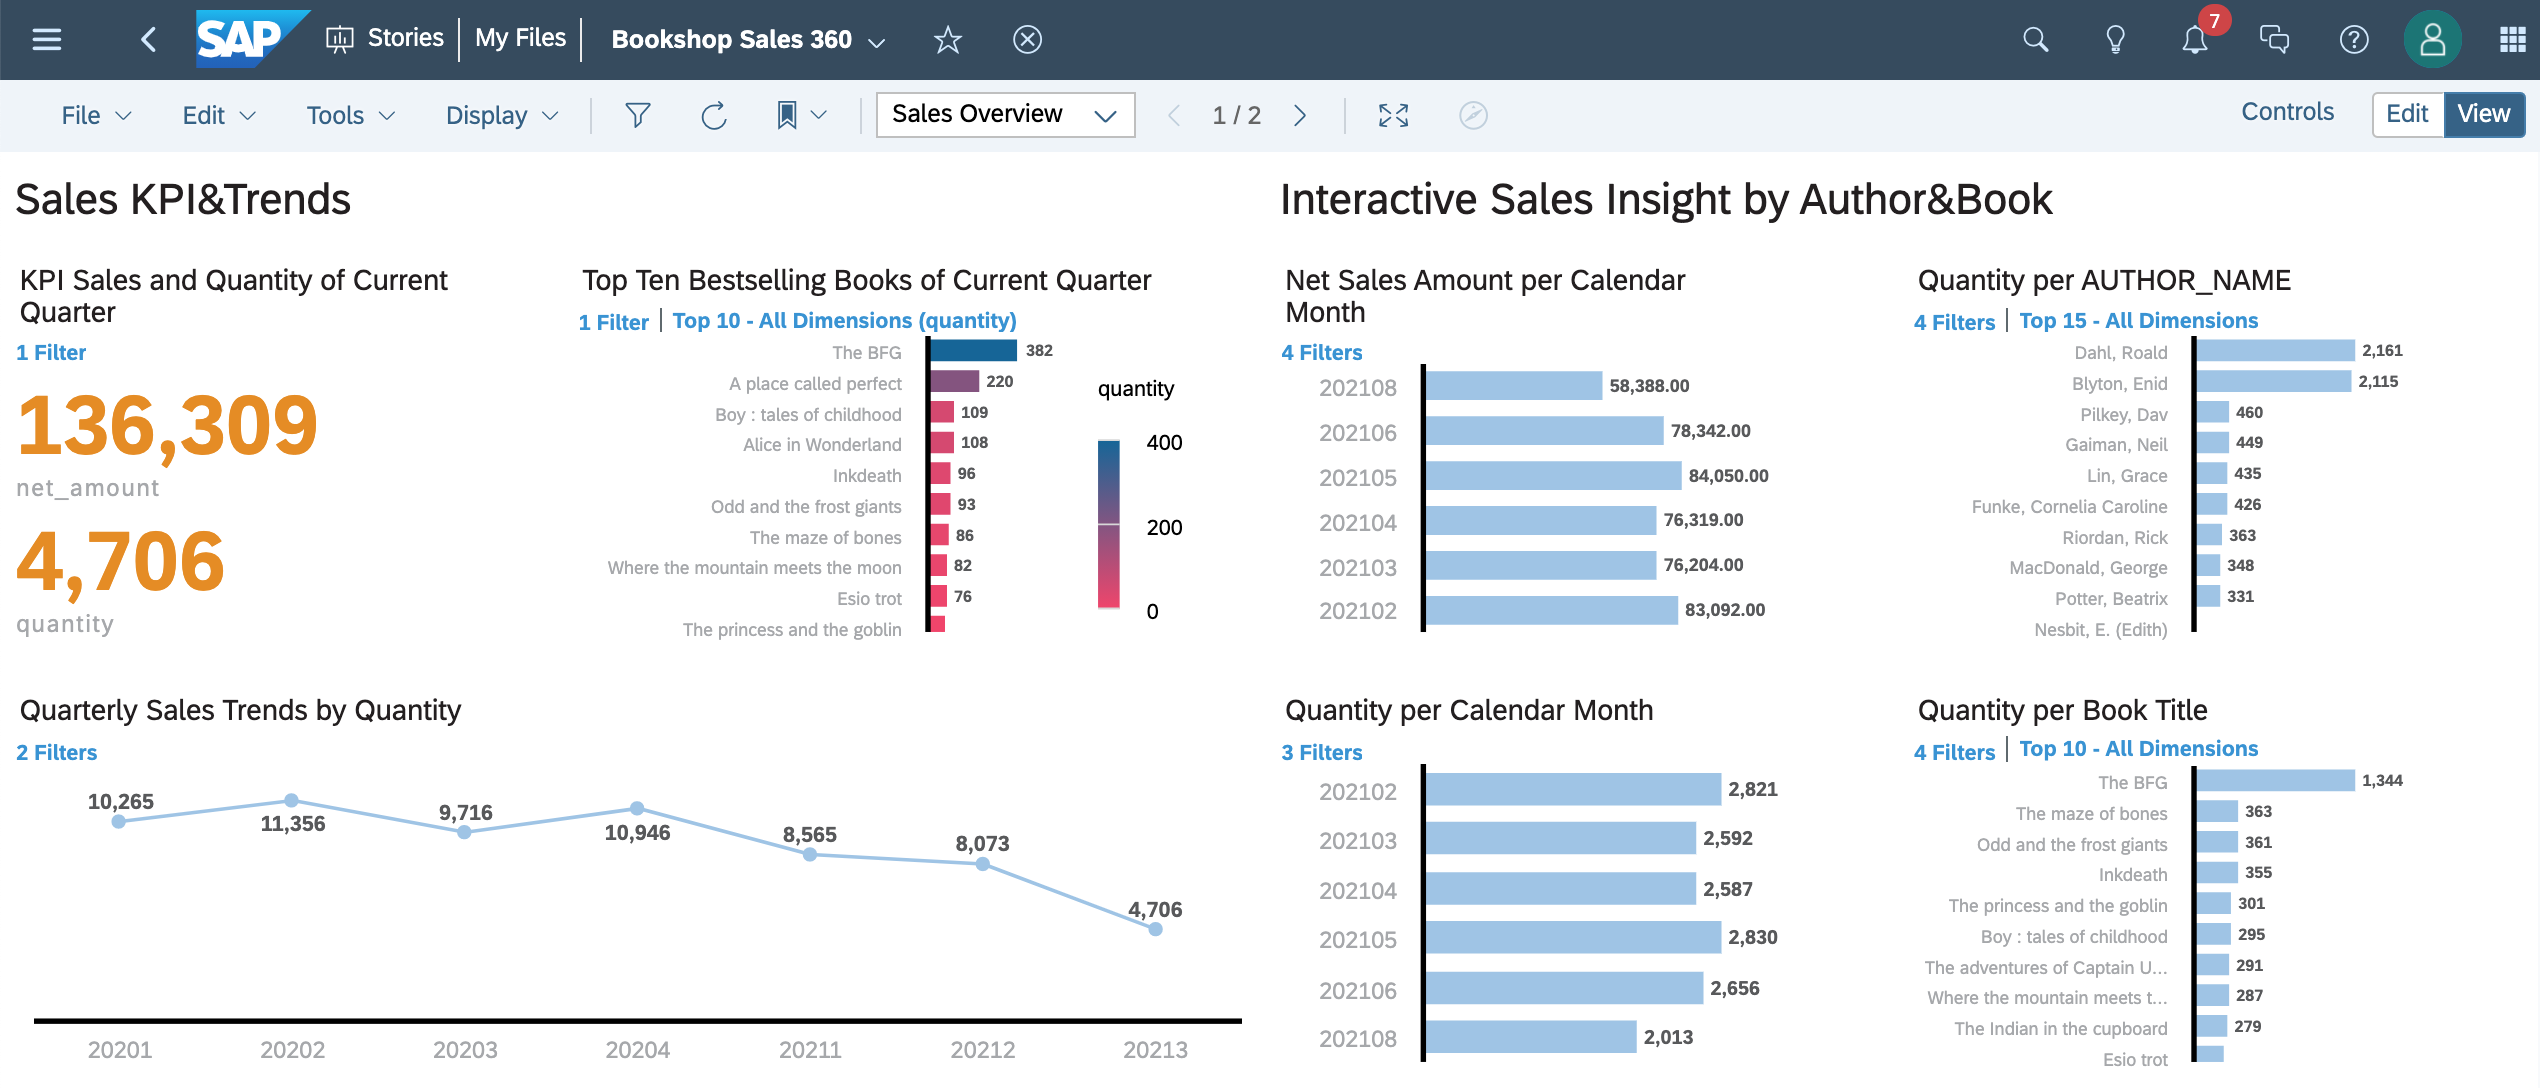 SAP
Stories
My Files
Bookshop Sales 360
7
File
Edit
Tools
Display
Sales Overview
1 / 2
Controls
Edit
View
Sales KPI&Trends
KPI Sales and Quantity of Current
Quarter
1 Filter
136,309
net_amount
4,706
quantity
Top Ten Bestselling Books of Current Quarter
1 Filter | Top 10 - All Dimensions (quantity)
The BFG 382
A place called perfect 220
Boy : tales of childhood 109
Alice in Wonderland 108
Inkdeath 96
Odd and the frost giants 93
The maze of bones 86
Where the mountain meets the moon 82
Esio trot 76
The princess and the goblin
quantity
400
200
0
Quarterly Sales Trends by Quantity
2 Filters
10,265
11,356
9,716
10,946
8,565
8,073
4,706
20201
20202
20203
20204
20211
20212
20213
Interactive Sales Insight by Author&Book
Net Sales Amount per Calendar
Month
4 Filters
202108 58,388.00
202106 78,342.00
202105 84,050.00
202104 76,319.00
202103 76,204.00
202102 83,092.00
Quantity per AUTHOR_NAME
4 Filters | Top 15 - All Dimensions
Dahl, Roald 2,161
Blyton, Enid 2,115
Pilkey, Dav 460
Gaiman, Neil 449
Lin, Grace 435
Funke, Cornelia Caroline 426
Riordan, Rick 363
MacDonald, George 348
Potter, Beatrix 331
Nesbit, E. (Edith)
Quantity per Calendar Month
3 Filters
202102 2,821
202103 2,592
202104 2,587
202105 2,830
202106 2,656
202108 2,013
Quantity per Book Title
4 Filters | Top 10 - All Dimensions
The BFG 1,344
The maze of bones 363
Odd and the frost giants 361
Inkdeath 355
The princess and the goblin 301
Boy : tales of childhood 295
The adventures of Captain U... 291
Where the mountain meets t... 287
The Indian in the cupboard 279
Esio trot